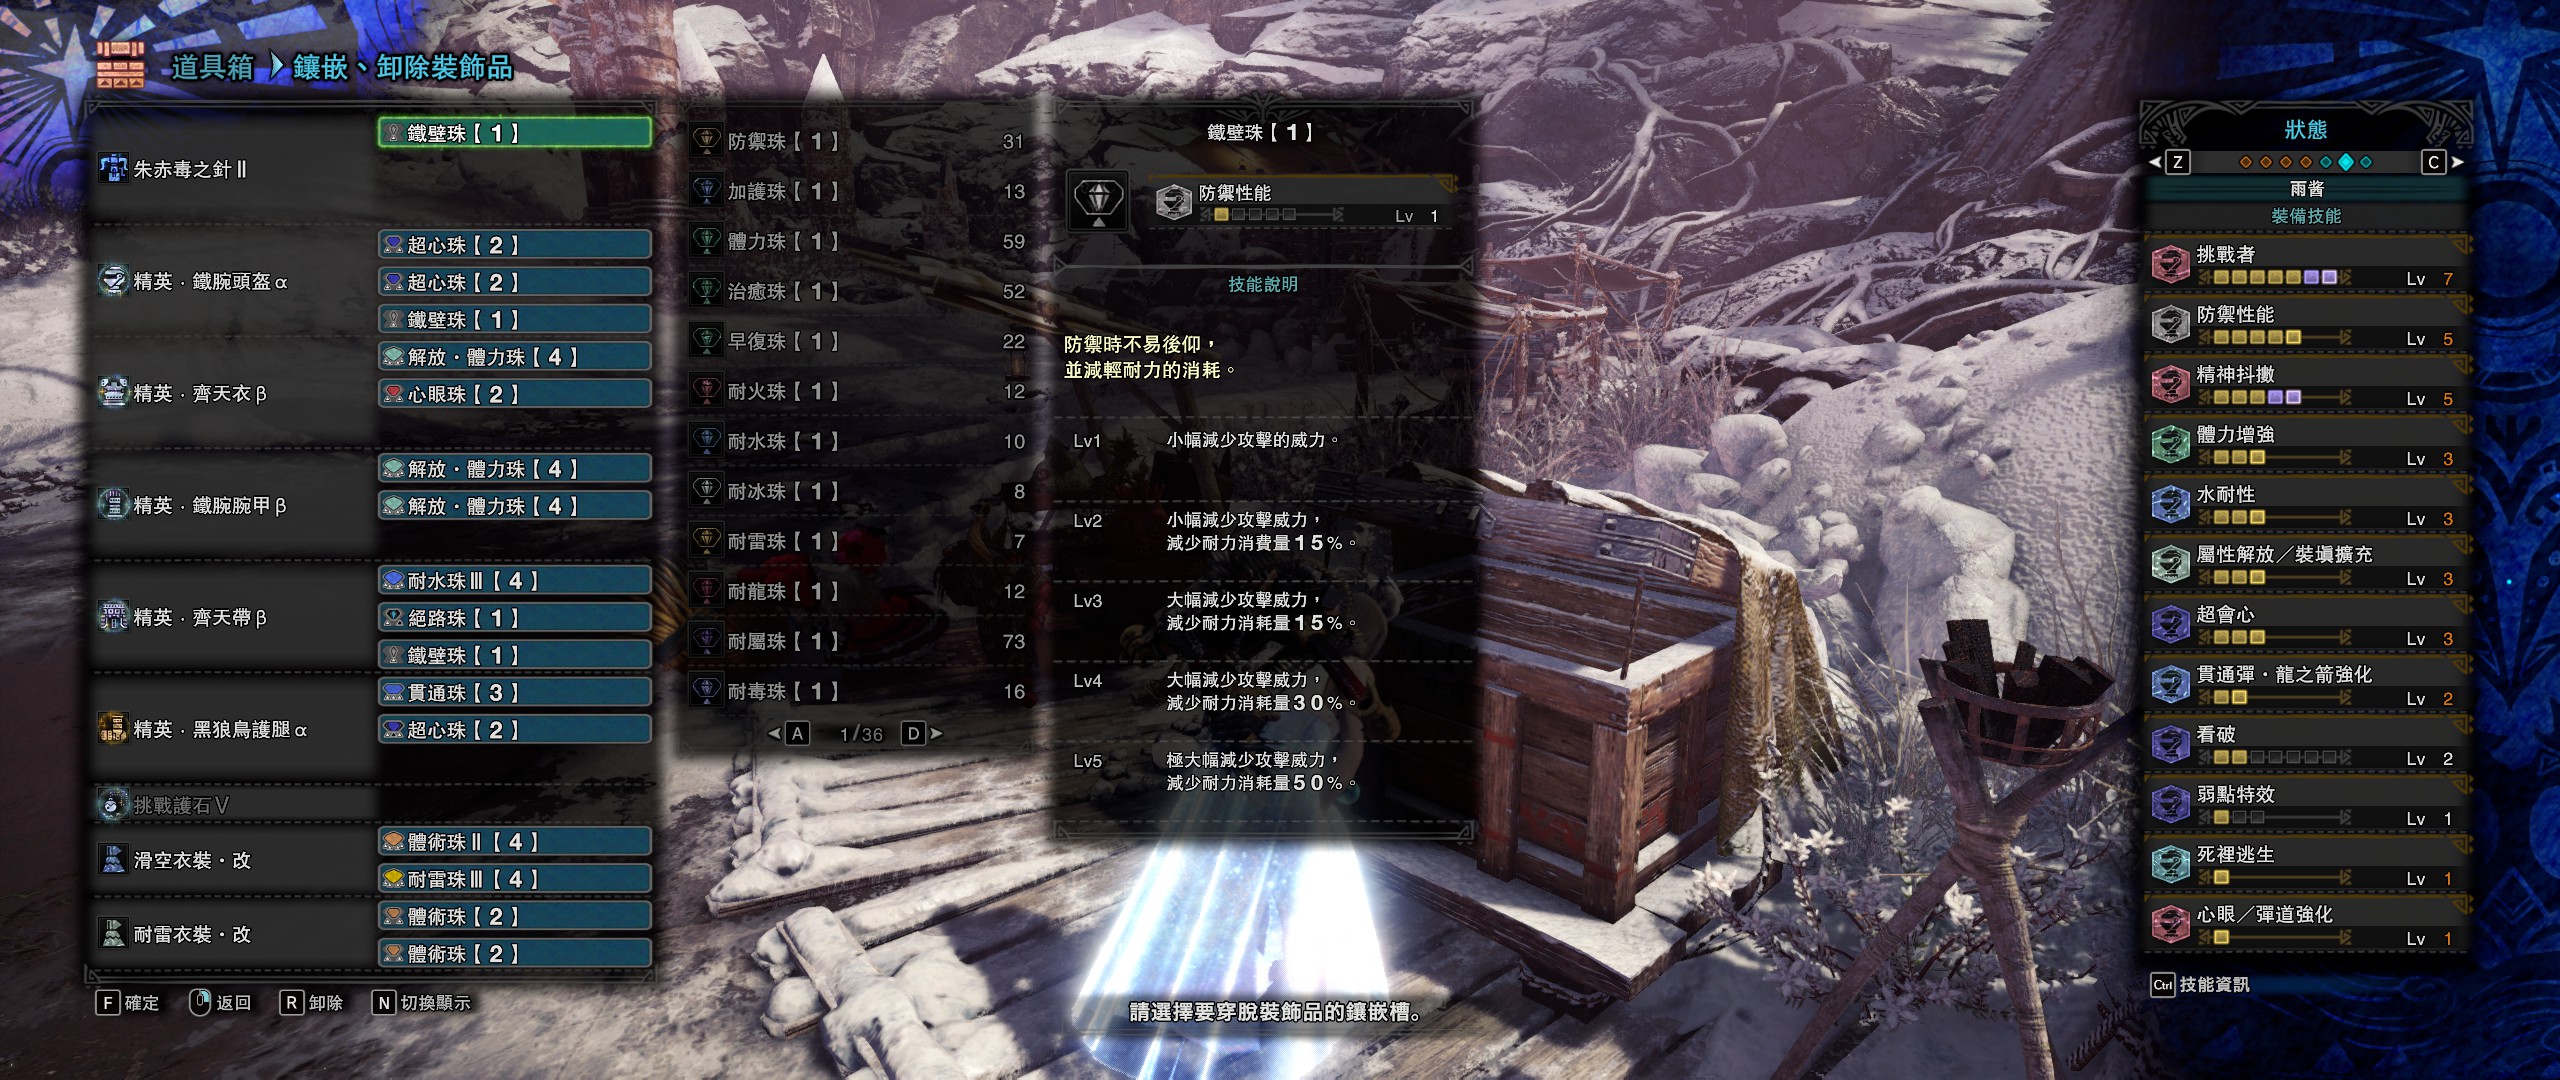 道具箱 鑲嵌、卸除裝飾品
朱赤毒之針Ⅱ
鐵壁珠【1】
精英．鐵腕頭盔α
超心珠【2】
超心珠【2】
鐵壁珠【1】
精英．齊天衣β
解放．體力珠【4】
心眼珠【2】
精英．鐵腕腕甲β
解放．體力珠【4】
解放．體力珠【4】
精英．齊天帶β
耐水珠Ⅲ【4】
絕路珠【1】
鐵壁珠【1】
精英．黑狼鳥護腿α
貫通珠【3】
超心珠【2】
挑戰護石Ⅴ
滑空衣裝．改
體術珠Ⅱ【4】
耐雷珠Ⅲ【4】
耐雷衣裝．改
體術珠【2】
體術珠【2】
F 確定 返回 R 卸除 N 切換顯示
防禦珠【1】 31
加護珠【1】 13
體力珠【1】 59
治癒珠【1】 52
早復珠【1】 22
耐火珠【1】 12
耐水珠【1】 10
耐冰珠【1】 8
耐雷珠【1】 7
耐龍珠【1】 12
耐屬珠【1】 73
耐毒珠【1】 16
A 1/36 D
鐵壁珠【1】
防禦性能
Lv 1
技能說明
防禦時不易後仰，
並減輕耐力的消耗。
Lv1 小幅減少攻擊的威力。
Lv2 小幅減少攻擊威力，
減少耐力消費量15%。
Lv3 大幅減少攻擊威力，
減少耐力消耗量15%。
Lv4 大幅減少攻擊威力，
減少耐力消耗量30%。
Lv5 極大幅減少攻擊威力，
減少耐力消耗量50%。
請選擇要穿脫裝飾品的鑲嵌槽。
狀態
Z C
雨酱
裝備技能
挑戰者
Lv 7
防禦性能
Lv 5
精神抖擻
Lv 5
體力增強
Lv 3
水耐性
Lv 3
屬性解放／裝填擴充
Lv 3
超會心
Lv 3
貫通彈．龍之箭強化
Lv 2
看破
Lv 2
弱點特效
Lv 1
死裡逃生
Lv 1
心眼／彈道強化
Lv 1
Ctrl 技能資訊